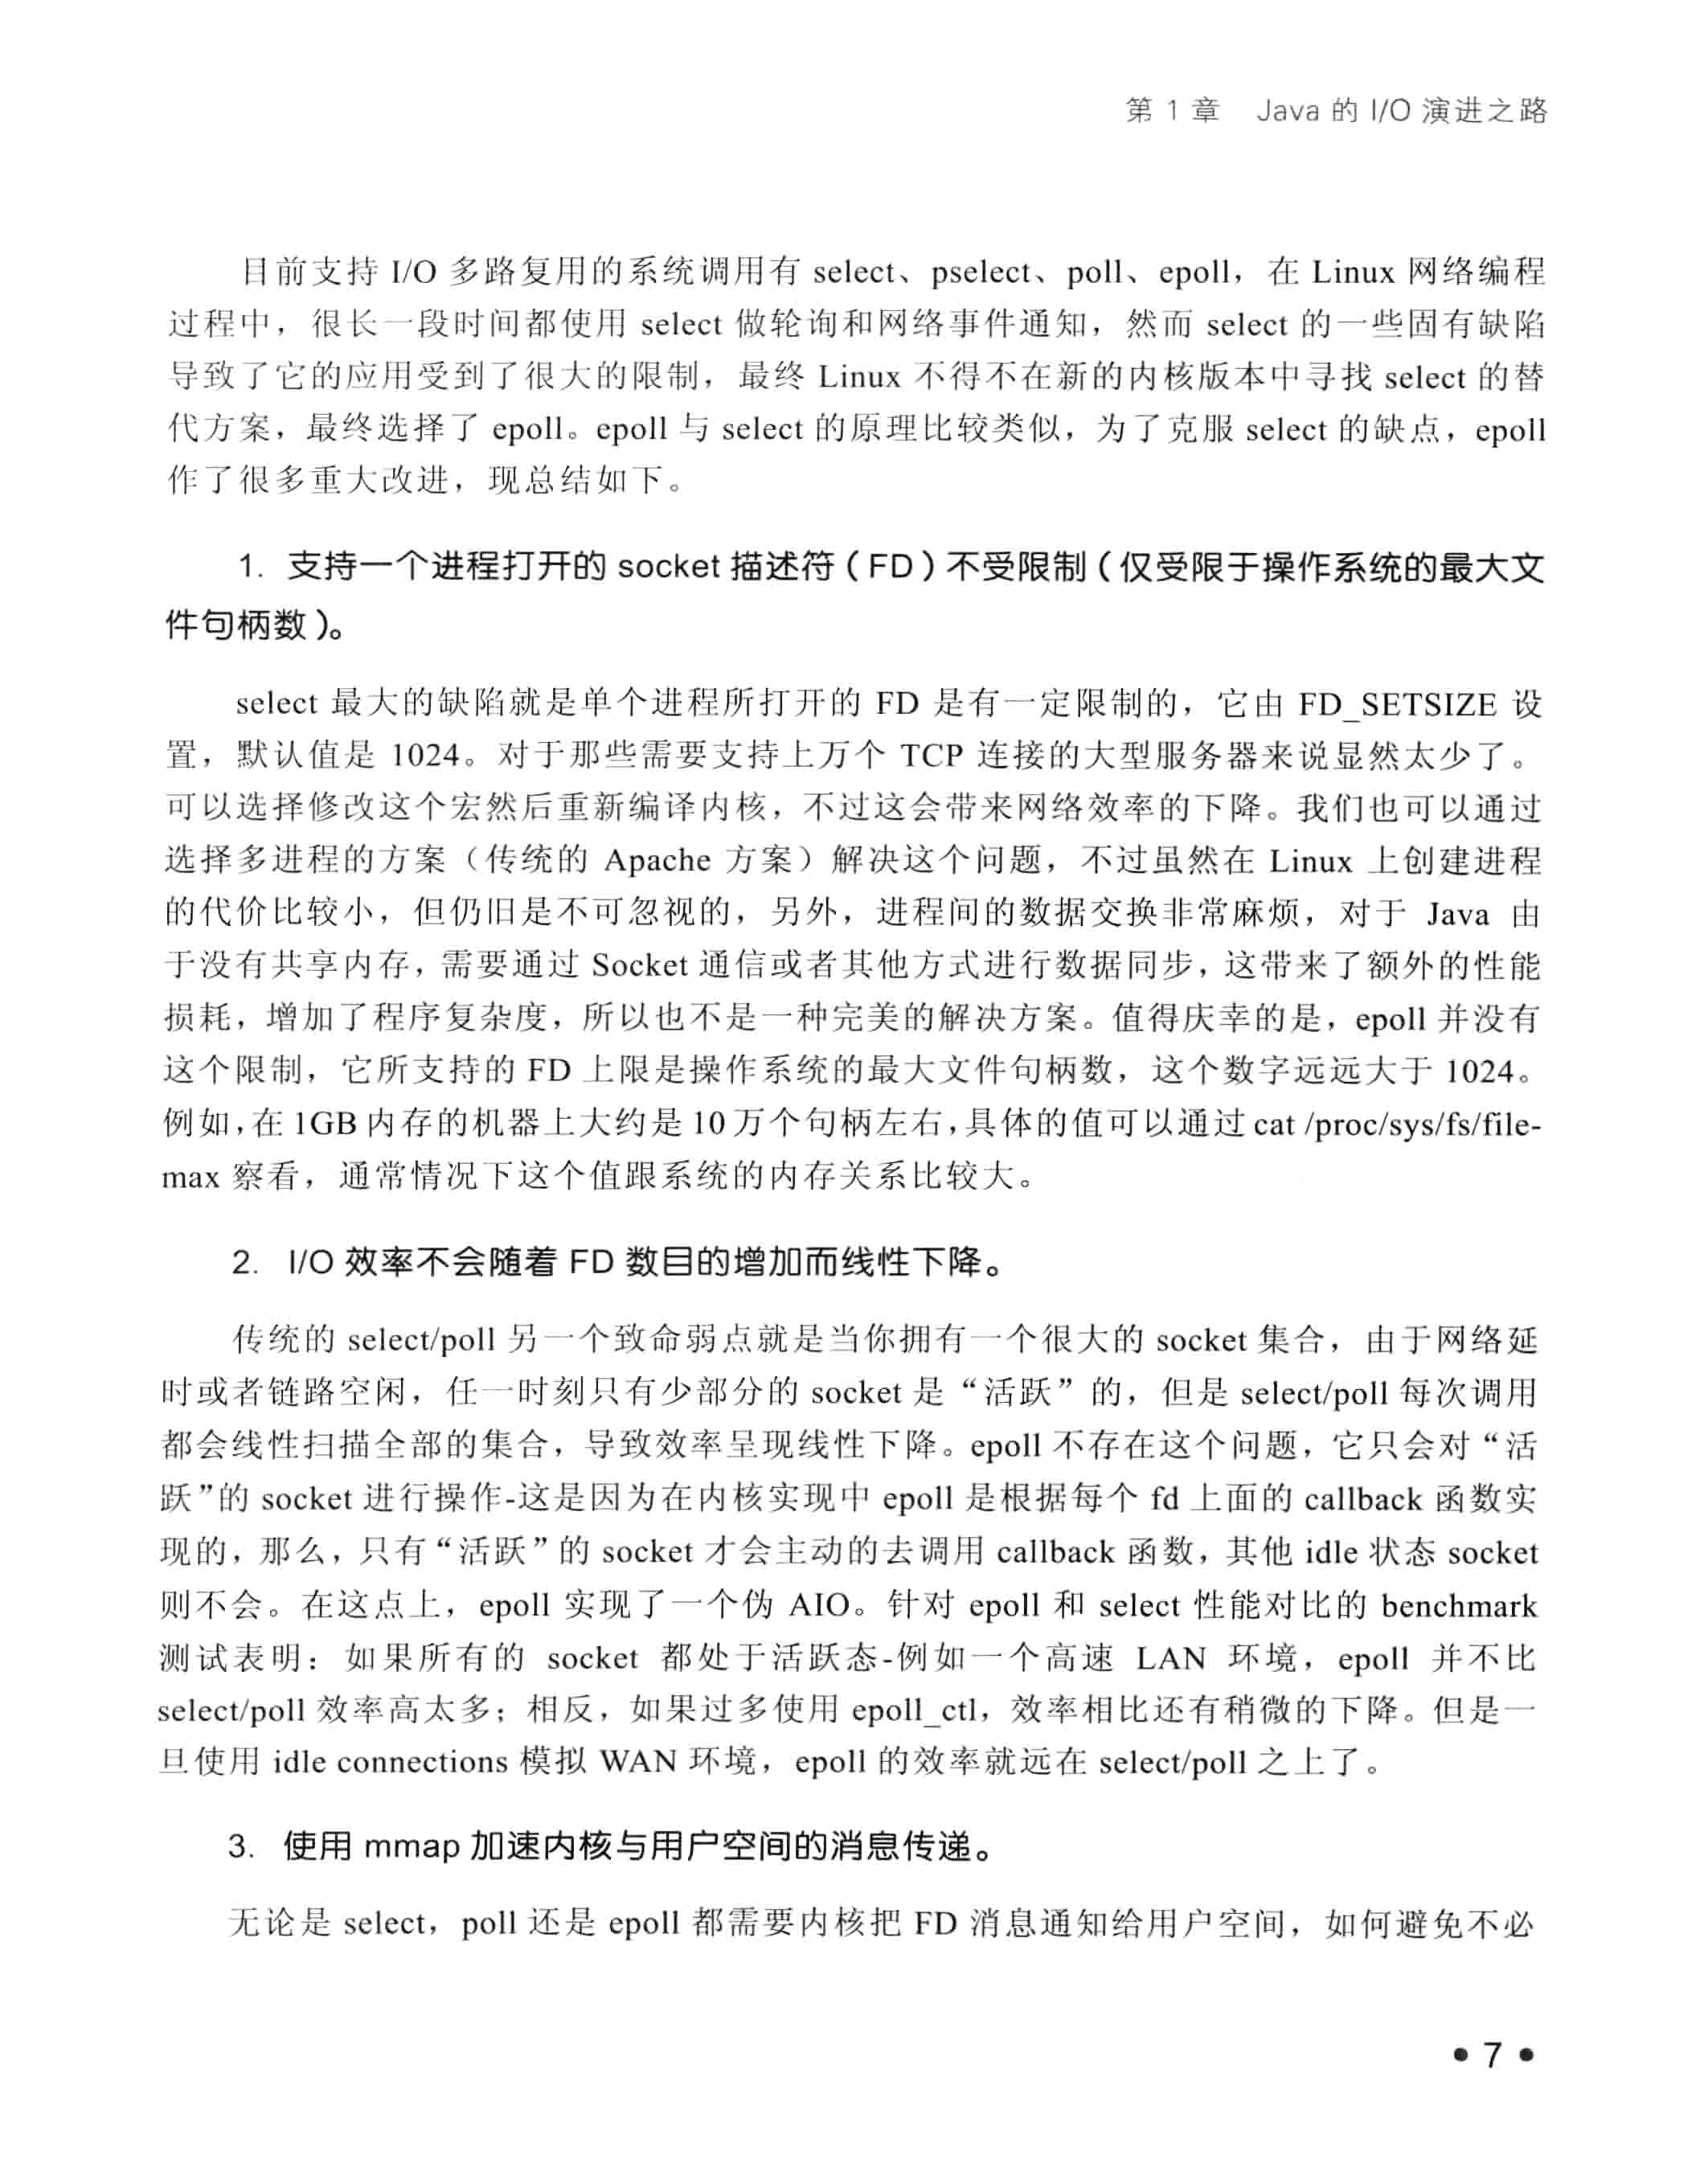 第 1 章 Java 的 I/O 演进之路
目前支持 I/O 多路复用的系统调用有 select、pselect、poll、epoll，在 Linux 网络编程
过程中，很长一段时间都使用 select 做轮询和网络事件通知，然而 select 的一些固有缺陷
导致了它的应用受到了很大的限制，最终 Linux 不得不在新的内核版本中寻找 select 的替
代方案，最终选择了 epoll。epoll 与 select 的原理比较类似，为了克服 select 的缺点，epoll
作了很多重大改进，现总结如下。
1. 支持一个进程打开的 socket 描述符（FD）不受限制（仅受限于操作系统的最大文
件句柄数）。
select 最大的缺陷就是单个进程所打开的 FD 是有一定限制的，它由 FD_SETSIZE 设
置，默认值是 1024。对于那些需要支持上万个 TCP 连接的大型服务器来说显然太少了。
可以选择修改这个宏然后重新编译内核，不过这会带来网络效率的下降。我们也可以通过
选择多进程的方案（传统的 Apache 方案）解决这个问题，不过虽然在 Linux 上创建进程
的代价比较小，但仍旧是不可忽视的，另外，进程间的数据交换非常麻烦，对于 Java 由
于没有共享内存，需要通过 Socket 通信或者其他方式进行数据同步，这带来了额外的性能
损耗，增加了程序复杂度，所以也不是一种完美的解决方案。值得庆幸的是，epoll 并没有
这个限制，它所支持的 FD 上限是操作系统的最大文件句柄数，这个数字远远大于 1024。
例如，在 1GB 内存的机器上大约是 10 万个句柄左右，具体的值可以通过 cat /proc/sys/fs/file-
max 察看，通常情况下这个值跟系统的内存关系比较大。
2. I/O 效率不会随着 FD 数目的增加而线性下降。
传统的 select/poll 另一个致命弱点就是当你拥有一个很大的 socket 集合，由于网络延
时或者链路空闲，任一时刻只有少部分的 socket 是“活跃”的，但是 select/poll 每次调用
都会线性扫描全部的集合，导致效率呈现线性下降。epoll 不存在这个问题，它只会对“活
跃”的 socket 进行操作-这是因为在内核实现中 epoll 是根据每个 fd 上面的 callback 函数实
现的，那么，只有“活跃”的 socket 才会主动的去调用 callback 函数，其他 idle 状态 socket
则不会。在这点上，epoll 实现了一个伪 AIO。针对 epoll 和 select 性能对比的 benchmark
测试表明：如果所有的 socket 都处于活跃态-例如一个高速 LAN 环境，epoll 并不比
select/poll 效率高太多；相反，如果过多使用 epoll_ctl，效率相比还有稍微的下降。但是一
旦使用 idle connections 模拟 WAN 环境，epoll 的效率就远在 select/poll 之上了。
3. 使用 mmap 加速内核与用户空间的消息传递。
无论是 select，poll 还是 epoll 都需要内核把 FD 消息通知给用户空间，如何避免不必
• 7 •